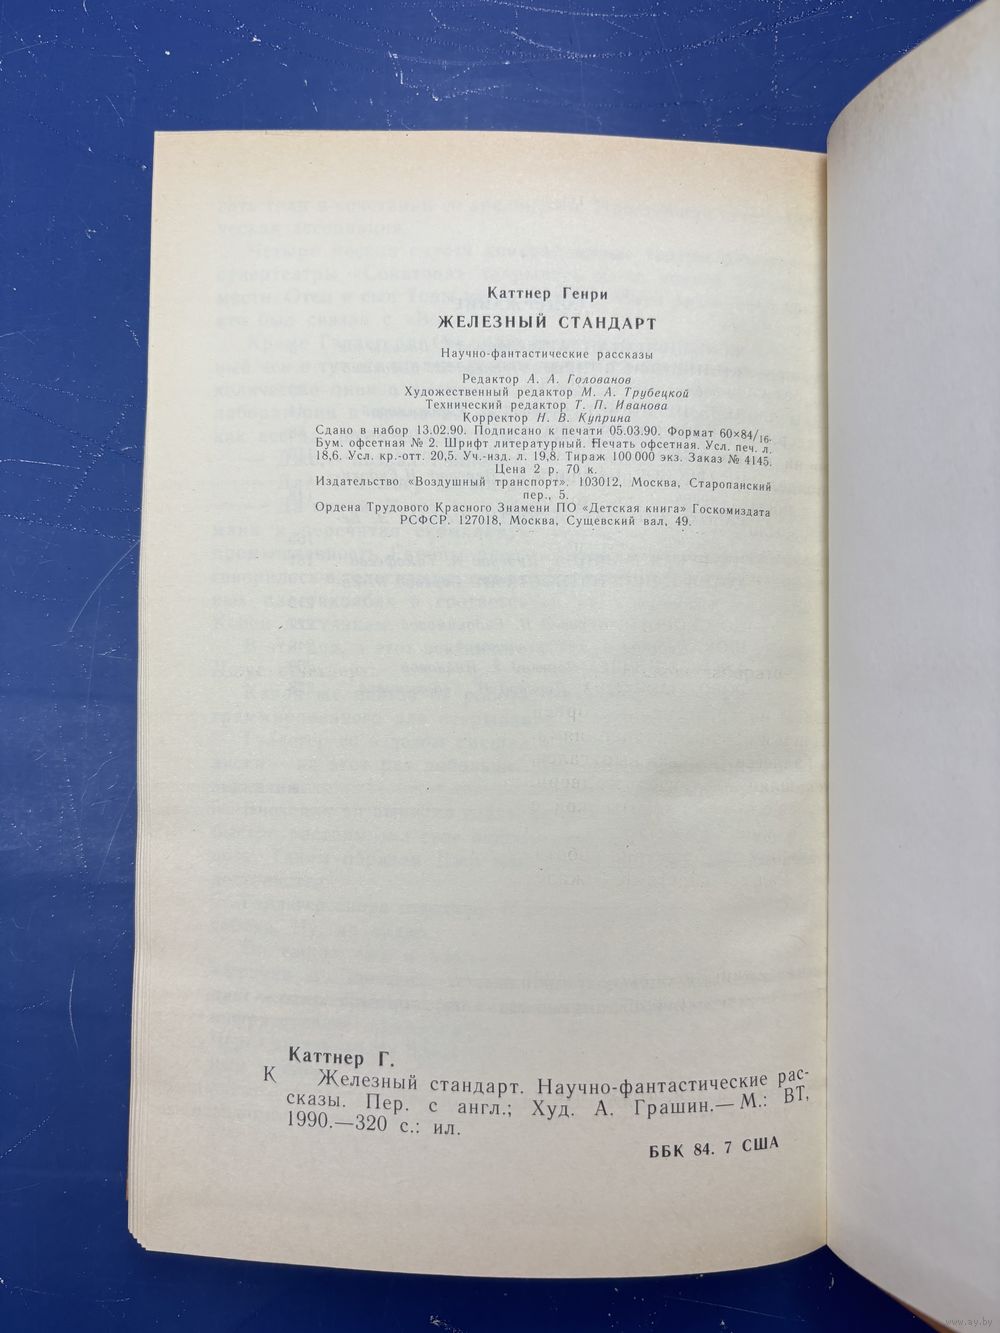 Каттнер Генри
ЖЕЛЕЗНЫЙ СТАНДАРТ
Научно-фантастические рассказы
Редактор А. А. Голованов
Художественный редактор М. А. Трубецкой
Технический редактор Т. П. Иванова
Корректор Н. В. Куприна
Сдано в набор 13.02.90. Подписано к печати 05.03.90. Формат 60×84/16.
Бум. офсетная № 2. Шрифт литературный. Печать офсетная. Усл. печ. л.
18,6. Усл. кр.-отт. 20,5. Уч.-изд. л. 19,8. Тираж 100 000 экз. Заказ № 4145.
Цена 2 р. 70 к.
Издательство «Воздушный транспорт». 103012, Москва, Старопанский
пер., 5.
Ордена Трудового Красного Знамени ПО «Детская книга» Госкомиздата
РСФСР. 127018, Москва, Сущевский вал, 49.
Каттнер Г.
К Железный стандарт. Научно-фантастические рас-
сказы. Пер. с англ.; Худ. А. Грашин.— М.: ВТ,
1990.—320 с.: ил.
ББК 84. 7 США
www.ay.by